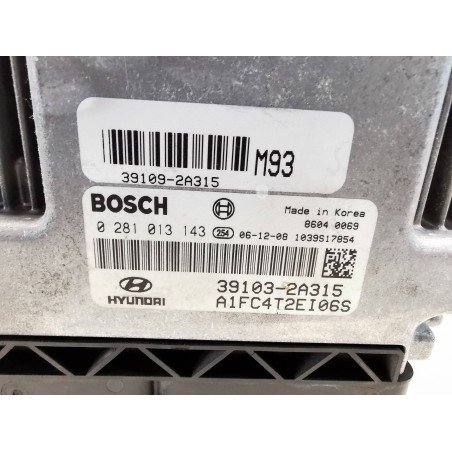 M93
39109-2A315
BOSCH
Made in Korea
8604 0069
0 281 013 143 254 06-12-08 1039S17854
39103-2A315
HYUNDAI A1FC4T2EI06S